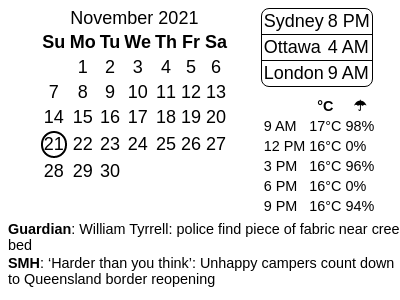 November 2021
Su Mo Tu We Th Fr Sa
1 2 3 4 5 6
7 8 9 10 11 12 13
14 15 16 17 18 19 20
21 22 23 24 25 26 27
28 29 30
Sydney 8 PM
Ottawa 4 AM
London 9 AM
°C ☂
9 AM 17°C 98%
12 PM 16°C 0%
3 PM 16°C 96%
6 PM 16°C 0%
9 PM 16°C 94%
Guardian: William Tyrrell: police find piece of fabric near cree
bed
SMH: ‘Harder than you think’: Unhappy campers count down
to Queensland border reopening